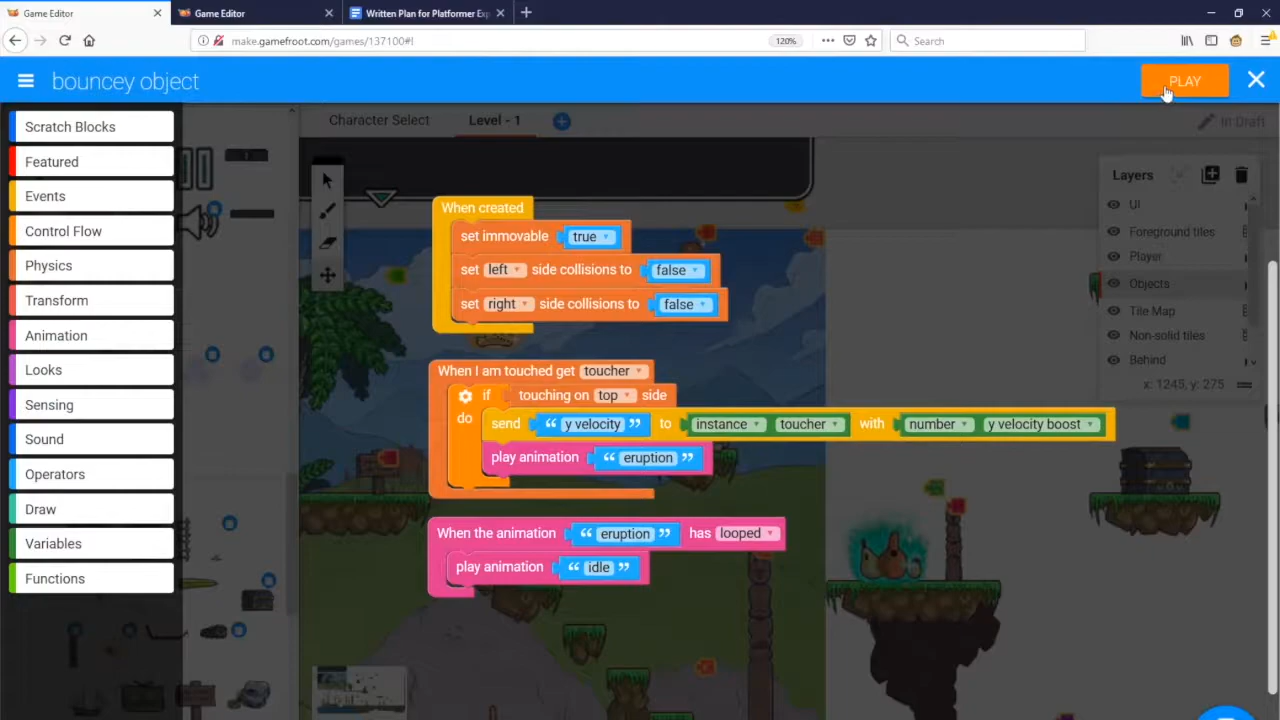 Game Editor
Game Editor
Written Plan for Platformer Exp
make.gamefroot.com/games/137100#l
120%
Search
bouncey object
PLAY
Character Select
Level - 1
In Draft
Scratch Blocks
Featured
Events
Control Flow
Physics
Transform
Animation
Looks
Sensing
Sound
Operators
Draw
Variables
Functions
Layers
UI
Foreground tiles
Player
Objects
Tile Map
Non-solid tiles
Behind
x: 1245, y: 275
When created
set immovable true
set left side collisions to false
set right side collisions to false
When I am touched get toucher
if touching on top side
do send “ y velocity ” to instance toucher with number y velocity boost
play animation “ eruption ”
When the animation “ eruption ” has looped
play animation “ idle ”